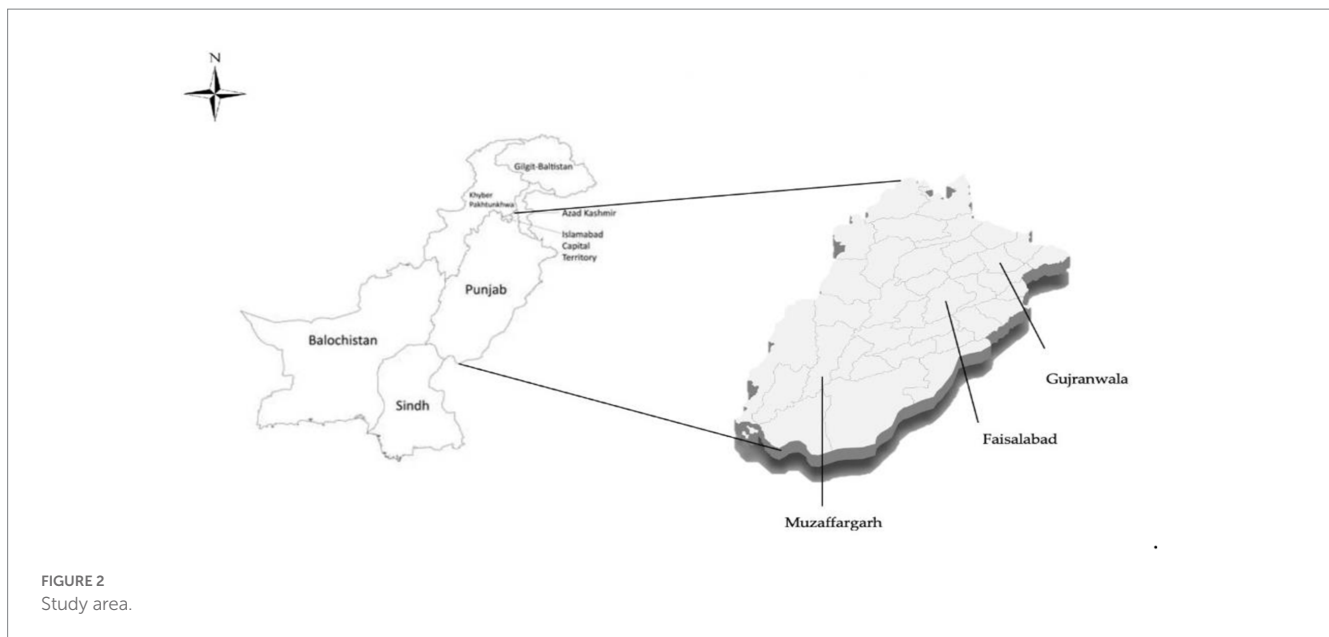 N
Gilgit-Baltistan
Khyber
Pakhtunkhwa
Azad Kashmir
Islamabad
Capital
Territory
Punjab
Balochistan
Sindh
Gujranwala
Faisalabad
Muzaffargarh
FIGURE 2
Study area.